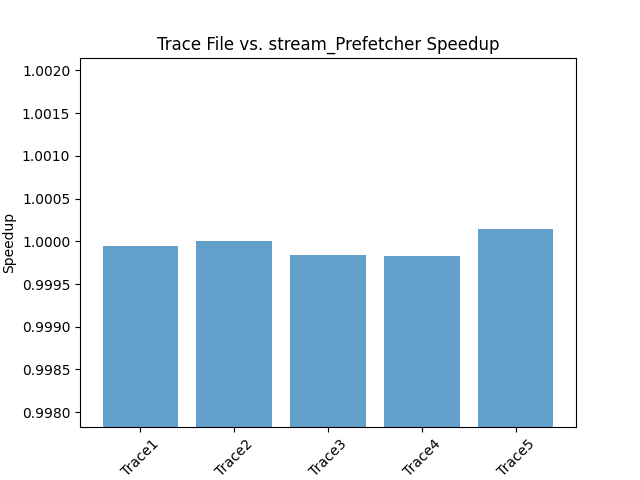 Trace File vs. stream_Prefetcher Speedup
Speedup
1.0020
1.0015
1.0010
1.0005
1.0000
0.9995
0.9990
0.9985
0.9980
Trace1
Trace2
Trace3
Trace4
Trace5